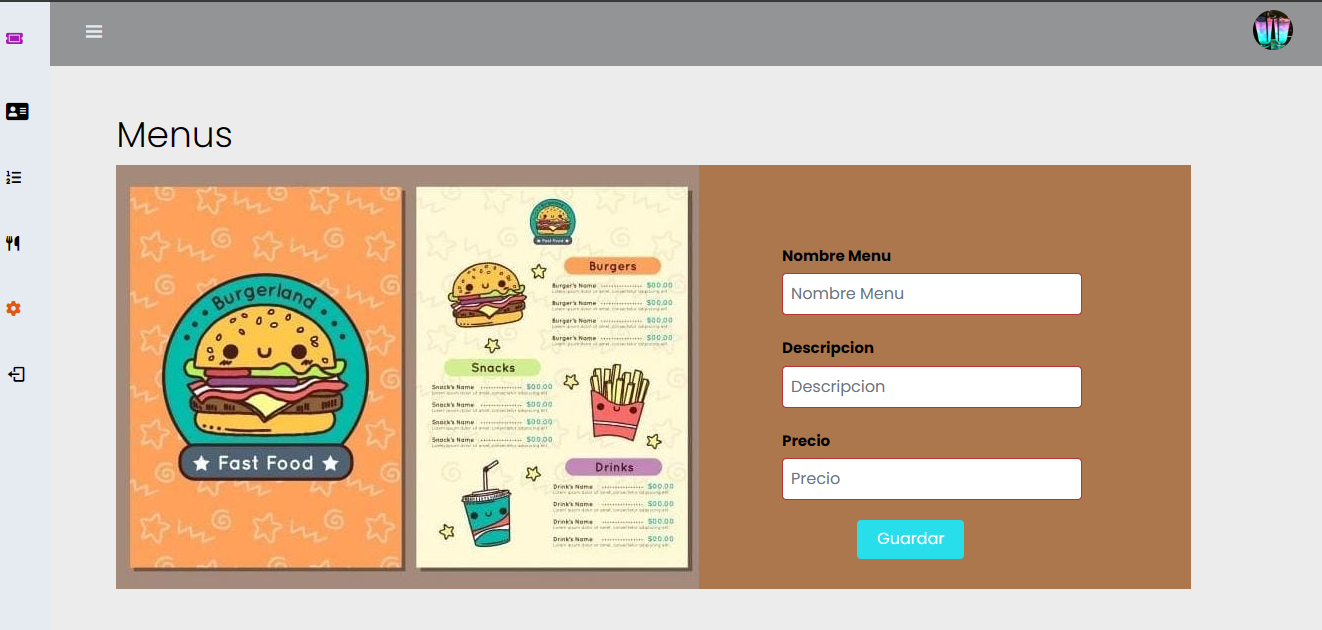 Menus
Burgerland
★ Fast Food ★
★ Fast Food ★
Burgers
Burger's Name $00.00
Burger's Name $00.00
Burger's Name $00.00
Burger's Name $00.00
Snacks
Snack's Name $00.00
Snack's Name $00.00
Snack's Name $00.00
Snack's Name $00.00
Drinks
Drink's Name $00.00
Drink's Name $00.00
Drink's Name $00.00
Drink's Name $00.00
Nombre Menu
Nombre Menu
Descripcion
Descripcion
Precio
Precio
Guardar